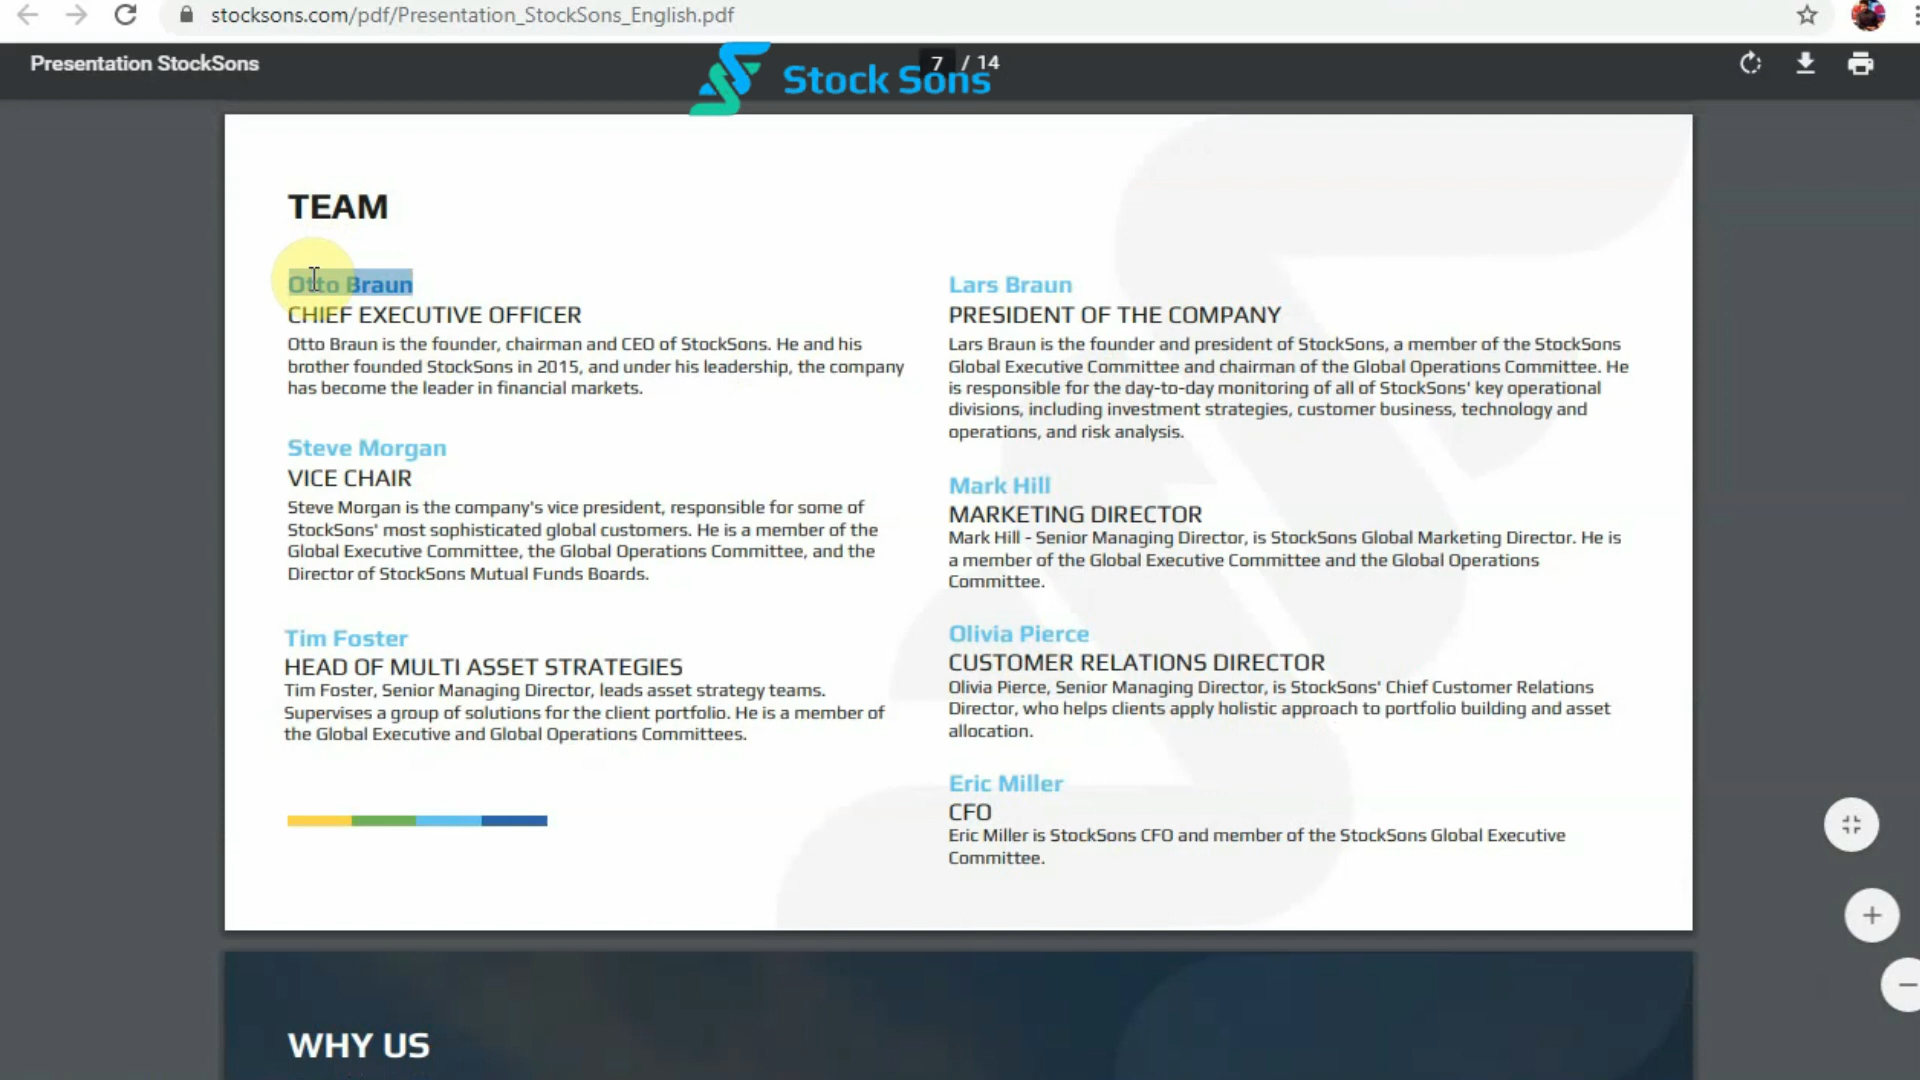 stocksons.com/pdf/Presentation_StockSons_English.pdf
Presentation StockSons
7 / 14
Stock Sons
TEAM
Otto Braun
CHIEF EXECUTIVE OFFICER
Otto Braun is the founder, chairman and CEO of StockSons. He and his
brother founded StockSons in 2015, and under his leadership, the company
has become the leader in financial markets.
Steve Morgan
VICE CHAIR
Steve Morgan is the company's vice president, responsible for some of
StockSons' most sophisticated global customers. He is a member of the
Global Executive Committee, the Global Operations Committee, and the
Director of StockSons Mutual Funds Boards.
Tim Foster
HEAD OF MULTI ASSET STRATEGIES
Tim Foster, Senior Managing Director, leads asset strategy teams.
Supervises a group of solutions for the client portfolio. He is a member of
the Global Executive and Global Operations Committees.
Lars Braun
PRESIDENT OF THE COMPANY
Lars Braun is the founder and president of StockSons, a member of the StockSons
Global Executive Committee and chairman of the Global Operations Committee. He
is responsible for the day-to-day monitoring of all of StockSons' key operational
divisions, including investment strategies, customer business, technology and
operations, and risk analysis.
Mark Hill
MARKETING DIRECTOR
Mark Hill - Senior Managing Director, is StockSons Global Marketing Director. He is
a member of the Global Executive Committee and the Global Operations
Committee.
Olivia Pierce
CUSTOMER RELATIONS DIRECTOR
Olivia Pierce, Senior Managing Director, is StockSons' Chief Customer Relations
Director, who helps clients apply holistic approach to portfolio building and asset
allocation.
Eric Miller
CFO
Eric Miller is StockSons CFO and member of the StockSons Global Executive
Committee.
WHY US